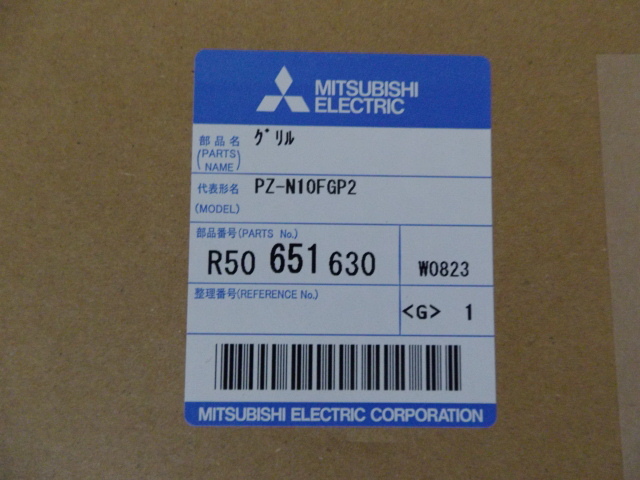 MITSUBISHI
ELECTRIC
部品名
(PARTS NAME)
グリル
代表形名
(MODEL)
PZ-N10FGP2
部品番号(PARTS No.)
R50 651 630
W0823
整理番号(REFERENCE No.)
<G> 1
MITSUBISHI ELECTRIC CORPORATION